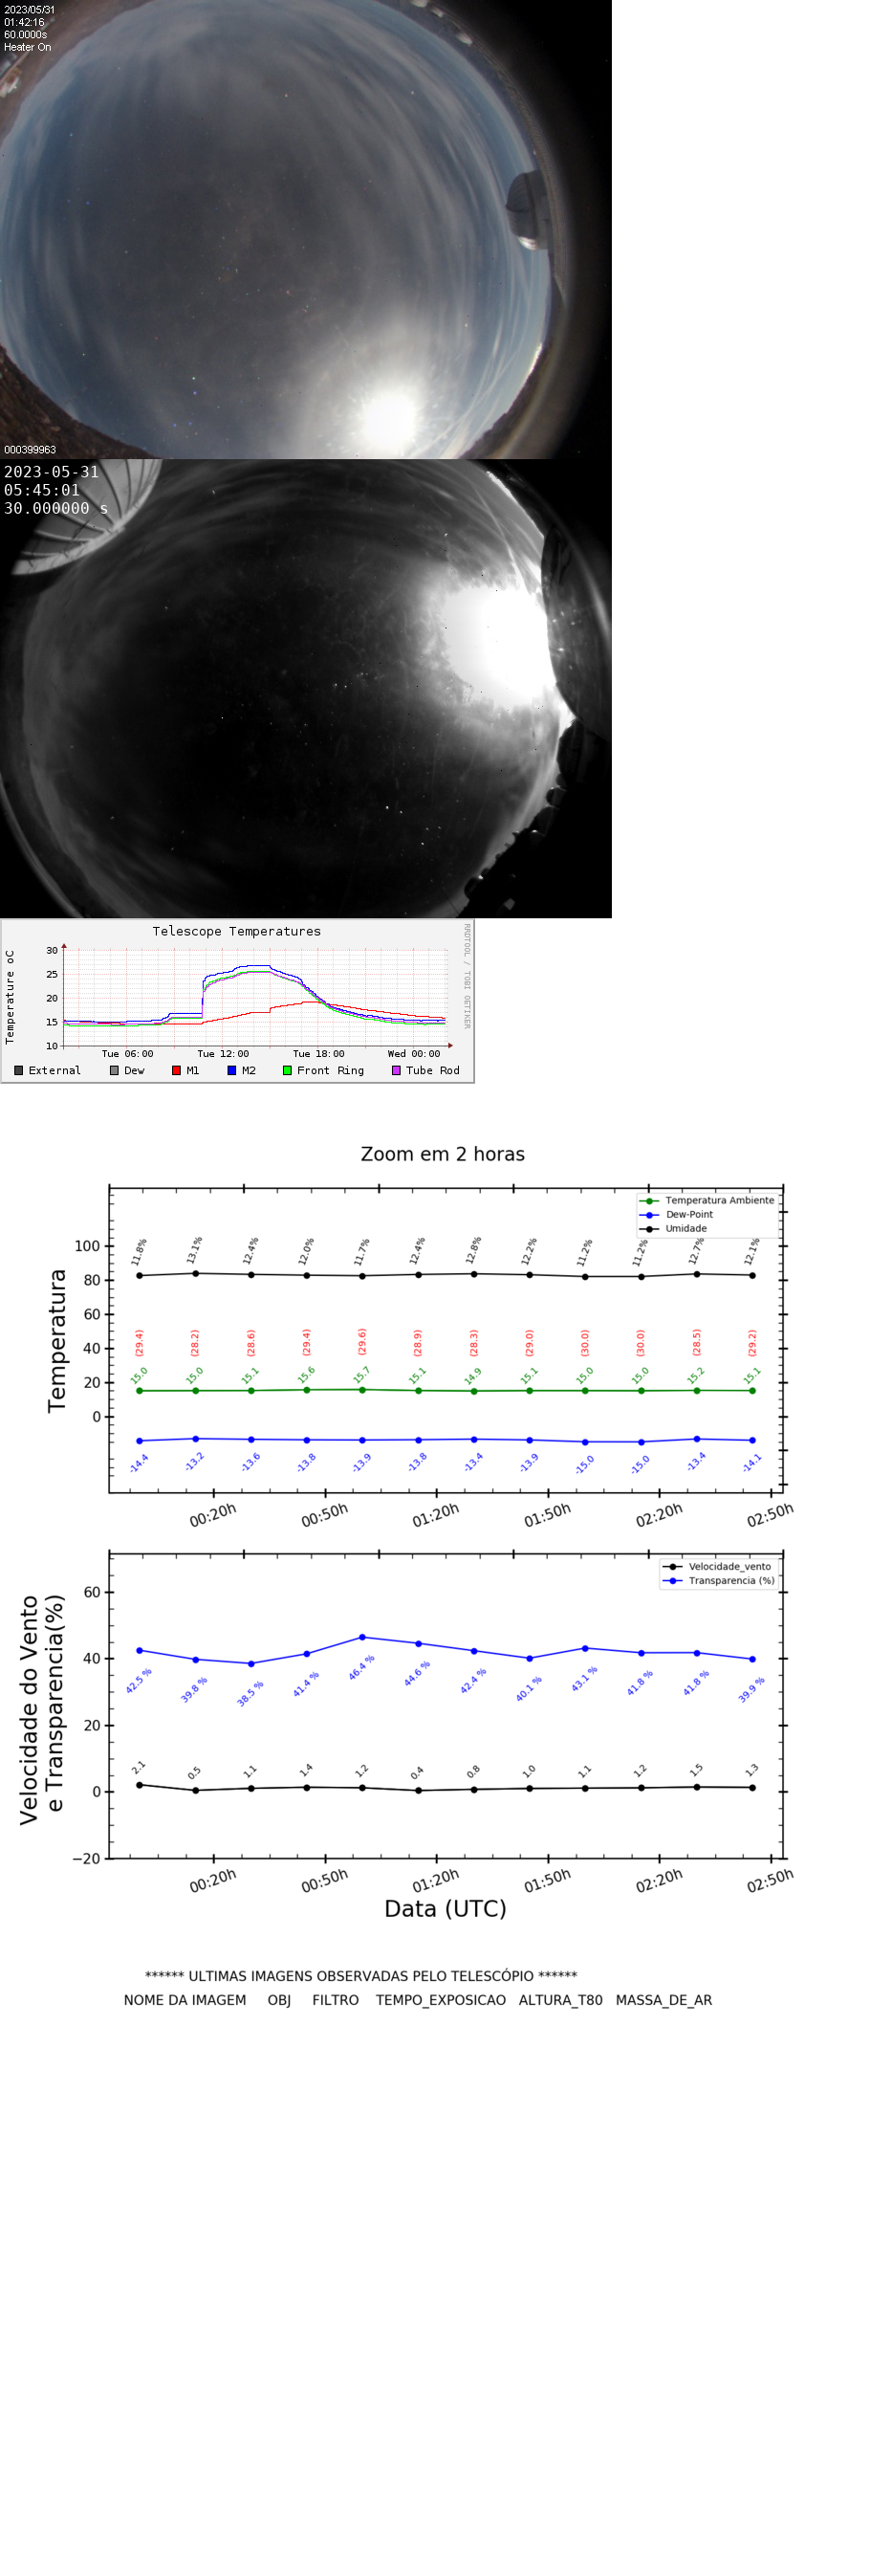 2023/05/31
01:42:16
60.0000s
Heater On
000399963
2023-05-31
05:45:01
30.000000 s
Telescope Temperatures
RRDTOOL / TOBI OETIKER
Temperature oC
30
25
20
15
10
Tue 06:00 Tue 12:00 Tue 18:00 Wed 00:00
External Dew M1 M2 Front Ring Tube Rod
Zoom em 2 horas
Temperatura Ambiente
Dew-Point
Umidade
Temperatura
100
80
60
40
20
0
11.8% 13.1% 12.4% 12.0% 11.7% 12.4% 12.8% 12.2% 11.2% 11.2% 12.7% 12.1%
(29.4) (28.2) (28.6) (29.4) (29.6) (28.9) (28.3) (29.0) (30.0) (30.0) (28.5) (29.2)
15.0 15.0 15.1 15.6 15.7 15.1 14.9 15.1 15.0 15.0 15.2 15.1
-14.4 -13.2 -13.6 -13.8 -13.9 -13.8 -13.4 -13.9 -15.0 -15.0 -13.4 -14.1
00:20h 00:50h 01:20h 01:50h 02:20h 02:50h
Velocidade_vento
Transparencia (%)
Velocidade do Vento
e Transparencia(%)
60
40
20
0
−20
42.5 % 39.8 % 38.5 % 41.4 % 46.4 % 44.6 % 42.4 % 40.1 % 43.1 % 41.8 % 41.8 % 39.9 %
2.1 0.5 1.1 1.4 1.2 0.4 0.8 1.0 1.1 1.2 1.5 1.3
00:20h 00:50h 01:20h 01:50h 02:20h 02:50h
Data (UTC)
****** ULTIMAS IMAGENS OBSERVADAS PELO TELESCÓPIO ******
NOME DA IMAGEM OBJ FILTRO TEMPO_EXPOSICAO ALTURA_T80 MASSA_DE_AR